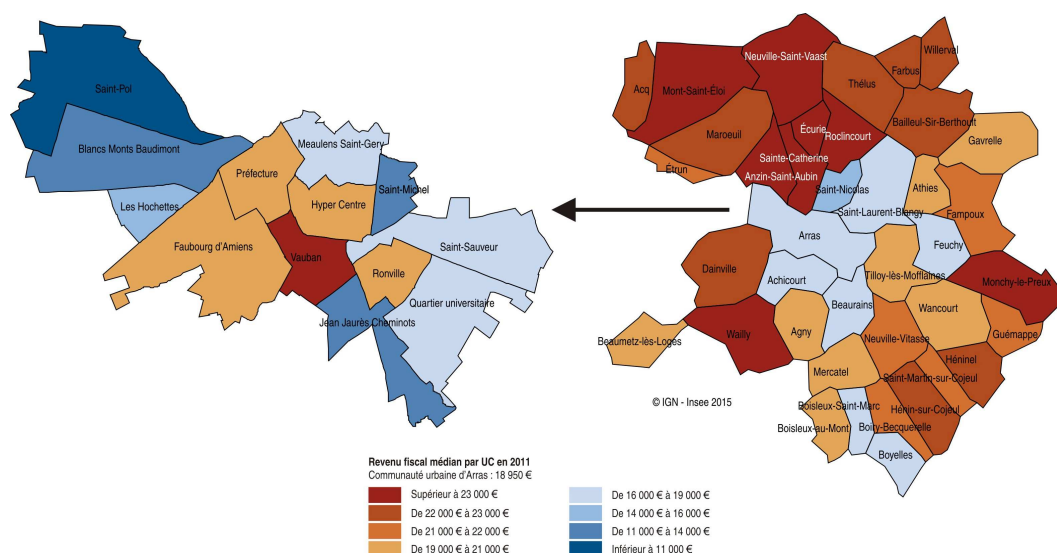 Saint-Pol
Blancs Monts Baudimont
Meaulens Saint-Gery
Préfecture
Saint-Michel
Les Hochettes
Hyper Centre
Faubourg d'Amiens
Saint-Sauveur
Vauban
Ronville
Quartier universitaire
Jean Jaurès Cheminots
Neuville-Saint-Vaast
Willerval
Farbus
Acq
Mont-Saint-Éloi
Thélus
Bailleul-Sir-Berthoult
Maroeuil
Écurie
Roclincourt
Gavrelle
Étrun
Sainte-Catherine
Anzin-Saint-Aubin
Saint-Nicolas
Athies
Saint-Laurent-Blangy
Fampoux
Arras
Feuchy
Dainville
Tilloy-lès-Mofflaines
Achicourt
Monchy-le-Preux
Beaurains
Wancourt
Beaumetz-lès-Loges
Wailly
Agny
Neuville-Vitasse
Guémappe
Héninel
Mercatel
Saint-Martin-sur-Cojeul
© IGN - Insee 2015
Boisleux-Saint-Marc
Hénin-sur-Cojeul
Boisleux-au-Mont
Boiry-Becquerelle
Boyelles
Revenu fiscal médian par UC en 2011
Communauté urbaine d'Arras : 18 950 €
Supérieur à 23 000 €
De 22 000 € à 23 000 €
De 21 000 € à 22 000 €
De 19 000 € à 21 000 €
De 16 000 € à 19 000 €
De 14 000 € à 16 000 €
De 11 000 € à 14 000 €
Inférieur à 11 000 €